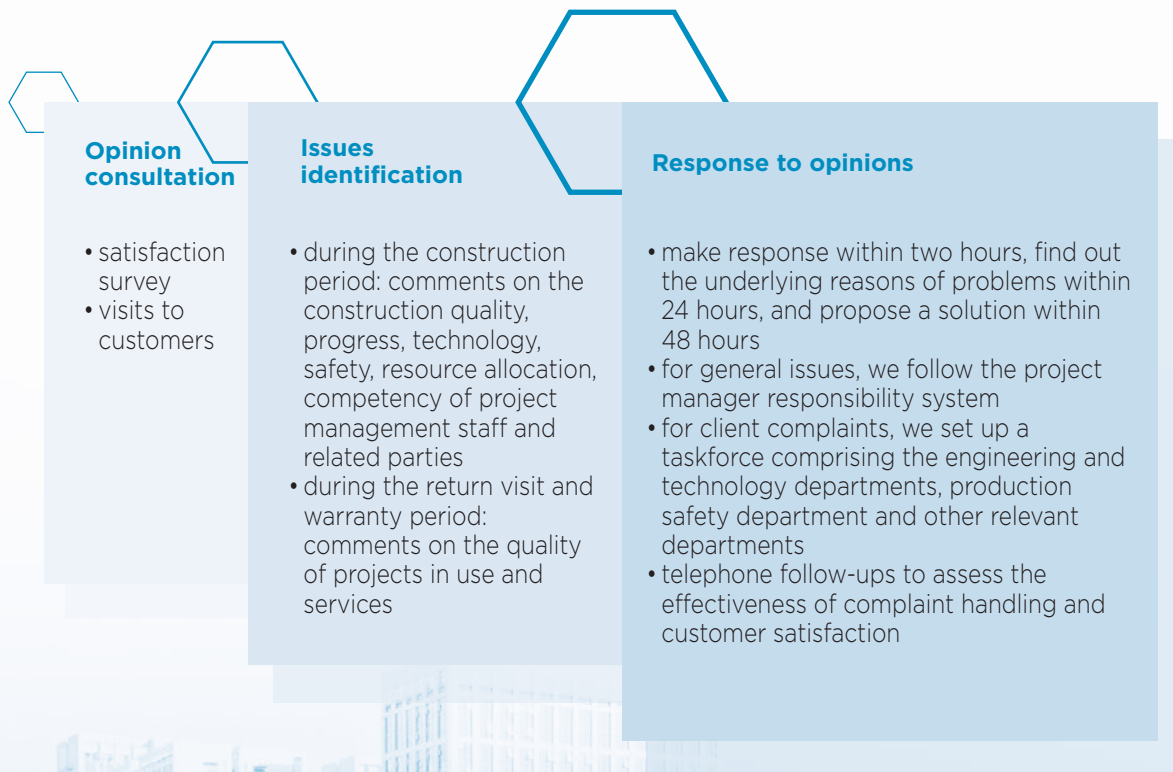 Opinion
consultation
• satisfaction
survey
• visits to
customers
Issues
identification
• during the construction
period: comments on the
construction quality,
progress, technology,
safety, resource allocation,
competency of project
management staff and
related parties
• during the return visit and
warranty period:
comments on the quality
of projects in use and
services
Response to opinions
• make response within two hours, find out
the underlying reasons of problems within
24 hours, and propose a solution within
48 hours
• for general issues, we follow the project
manager responsibility system
• for client complaints, we set up a
taskforce comprising the engineering and
technology departments, production
safety department and other relevant
departments
• telephone follow-ups to assess the
effectiveness of complaint handling and
customer satisfaction